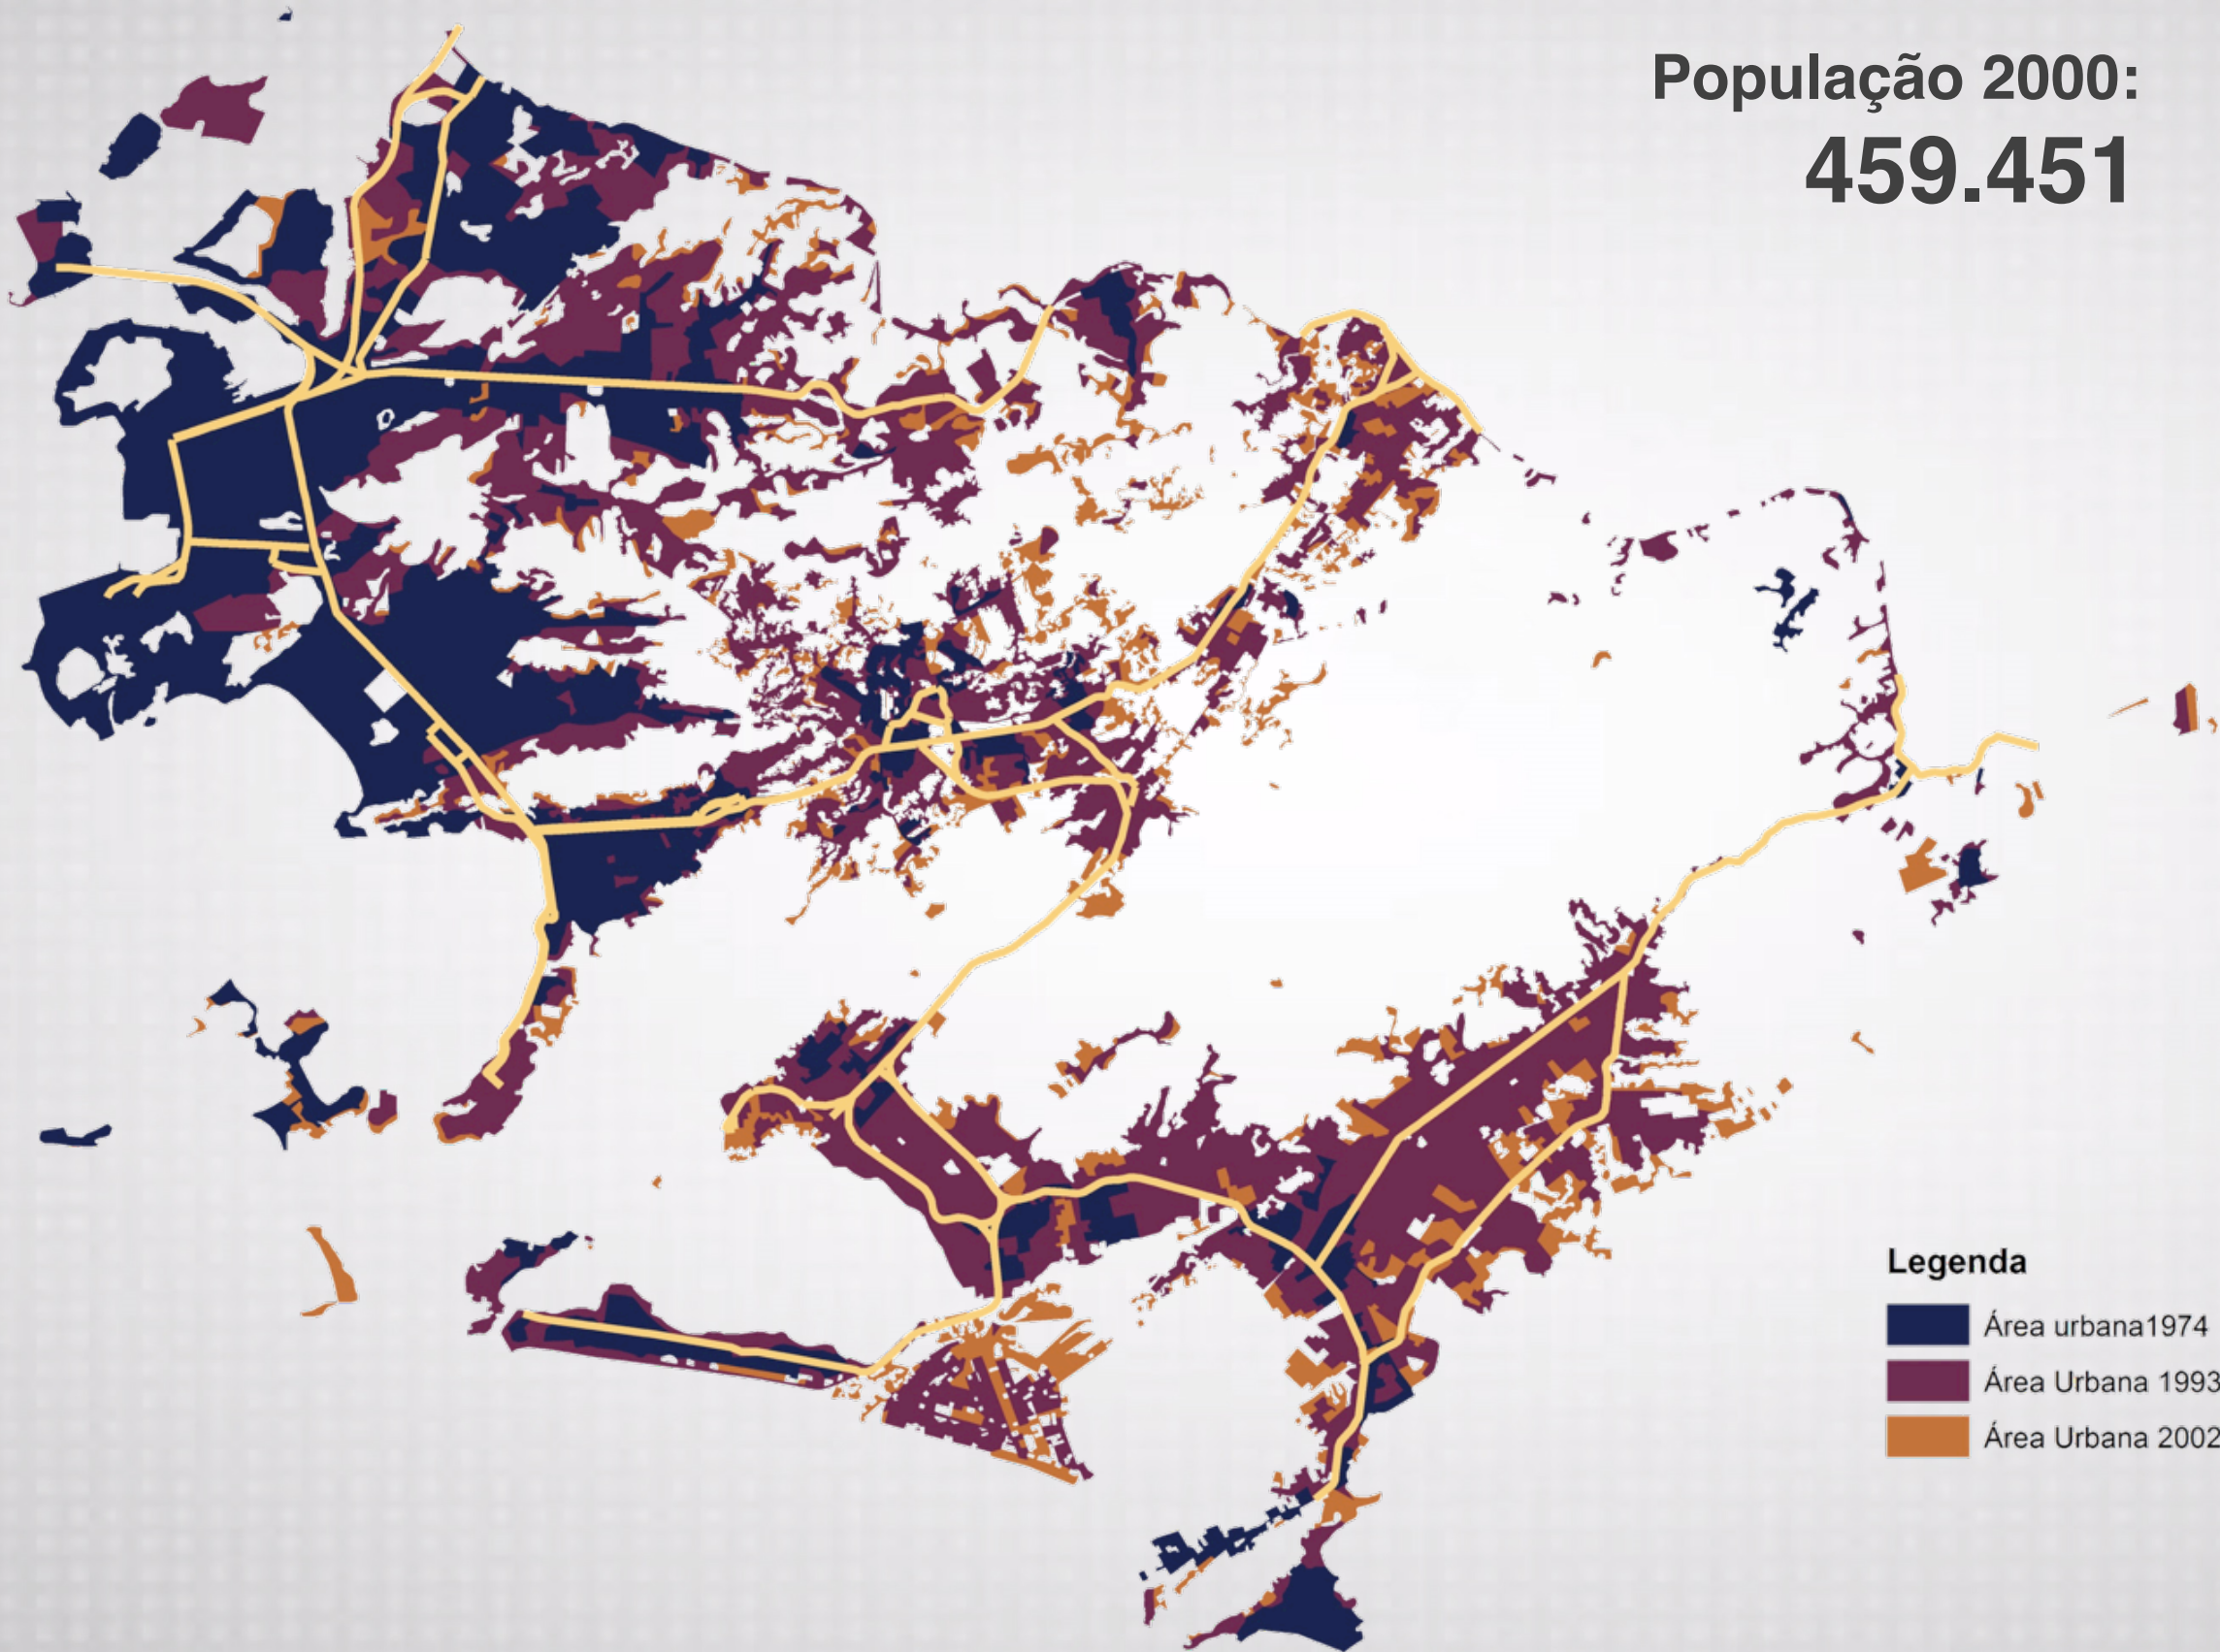 População 2000:
459.451
Legenda
Área urbana1974
Área Urbana 1993
Área Urbana 2002